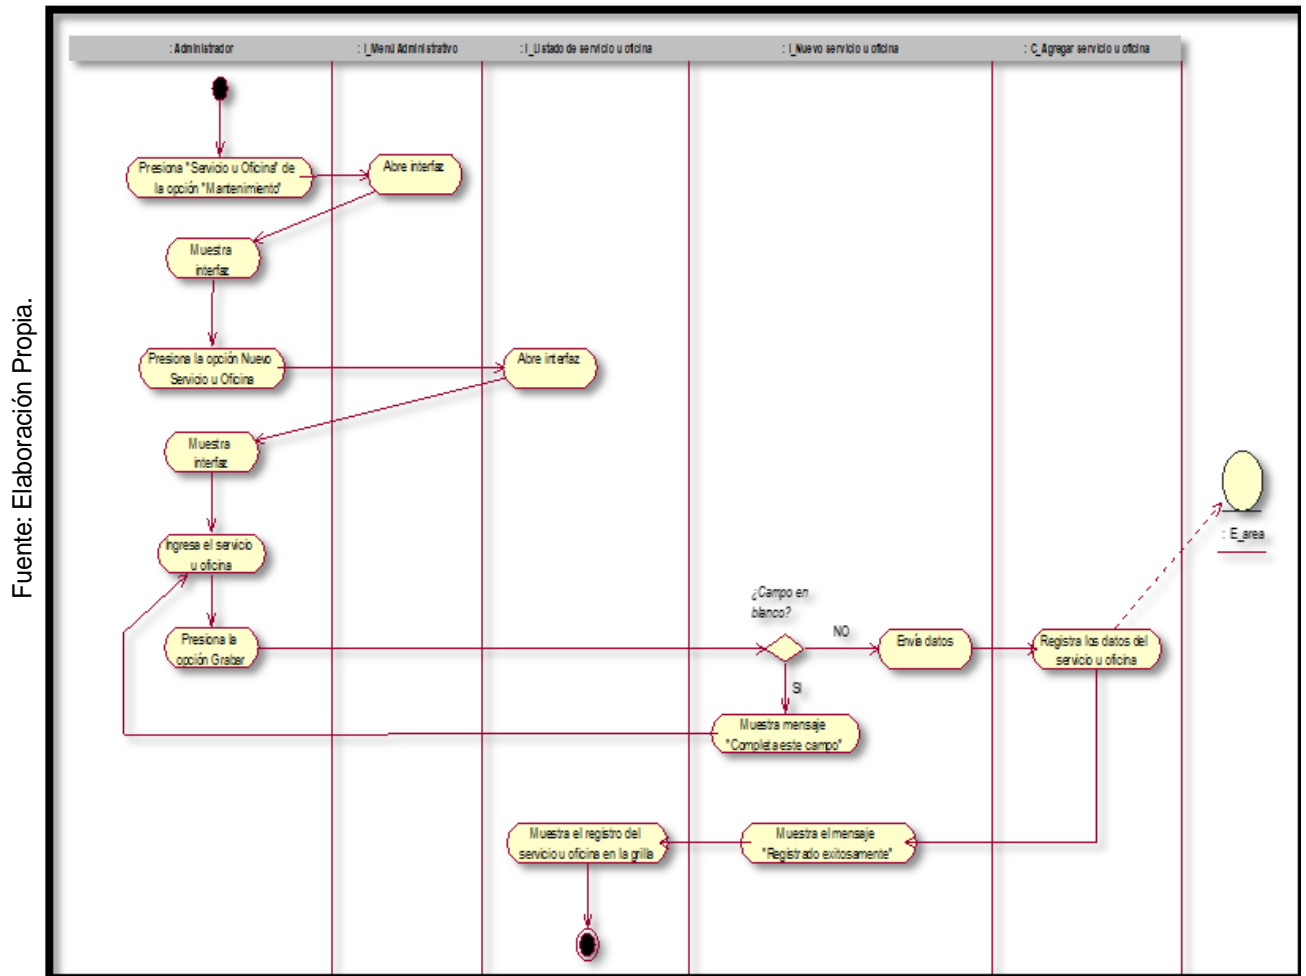 : Administrador
: I_Menú Administrativo
: I_Listado de servicio u oficina
: I_Nuevo servicio u oficina
: C_Agregar servicio u oficina
Presiona "Servicio u Oficina" de
la opción "Mantenimiento"
Abre interfaz
Muestra
interfaz
Presiona la opción Nuevo
Servicio u Oficina
Abre interfaz
Muestra
interfaz
Ingresa el servicio
u oficina
Presiona la
opción Grabar
¿Campo en
blanco?
NO
SI
Envía datos
Registra los datos del
servicio u oficina
: E_area
Muestra mensaje
"Completa este campo"
Muestra el mensaje
"Registrado exitosamente"
Muestra el registro del
servicio u oficina en la grilla
Fuente: Elaboración Propia.